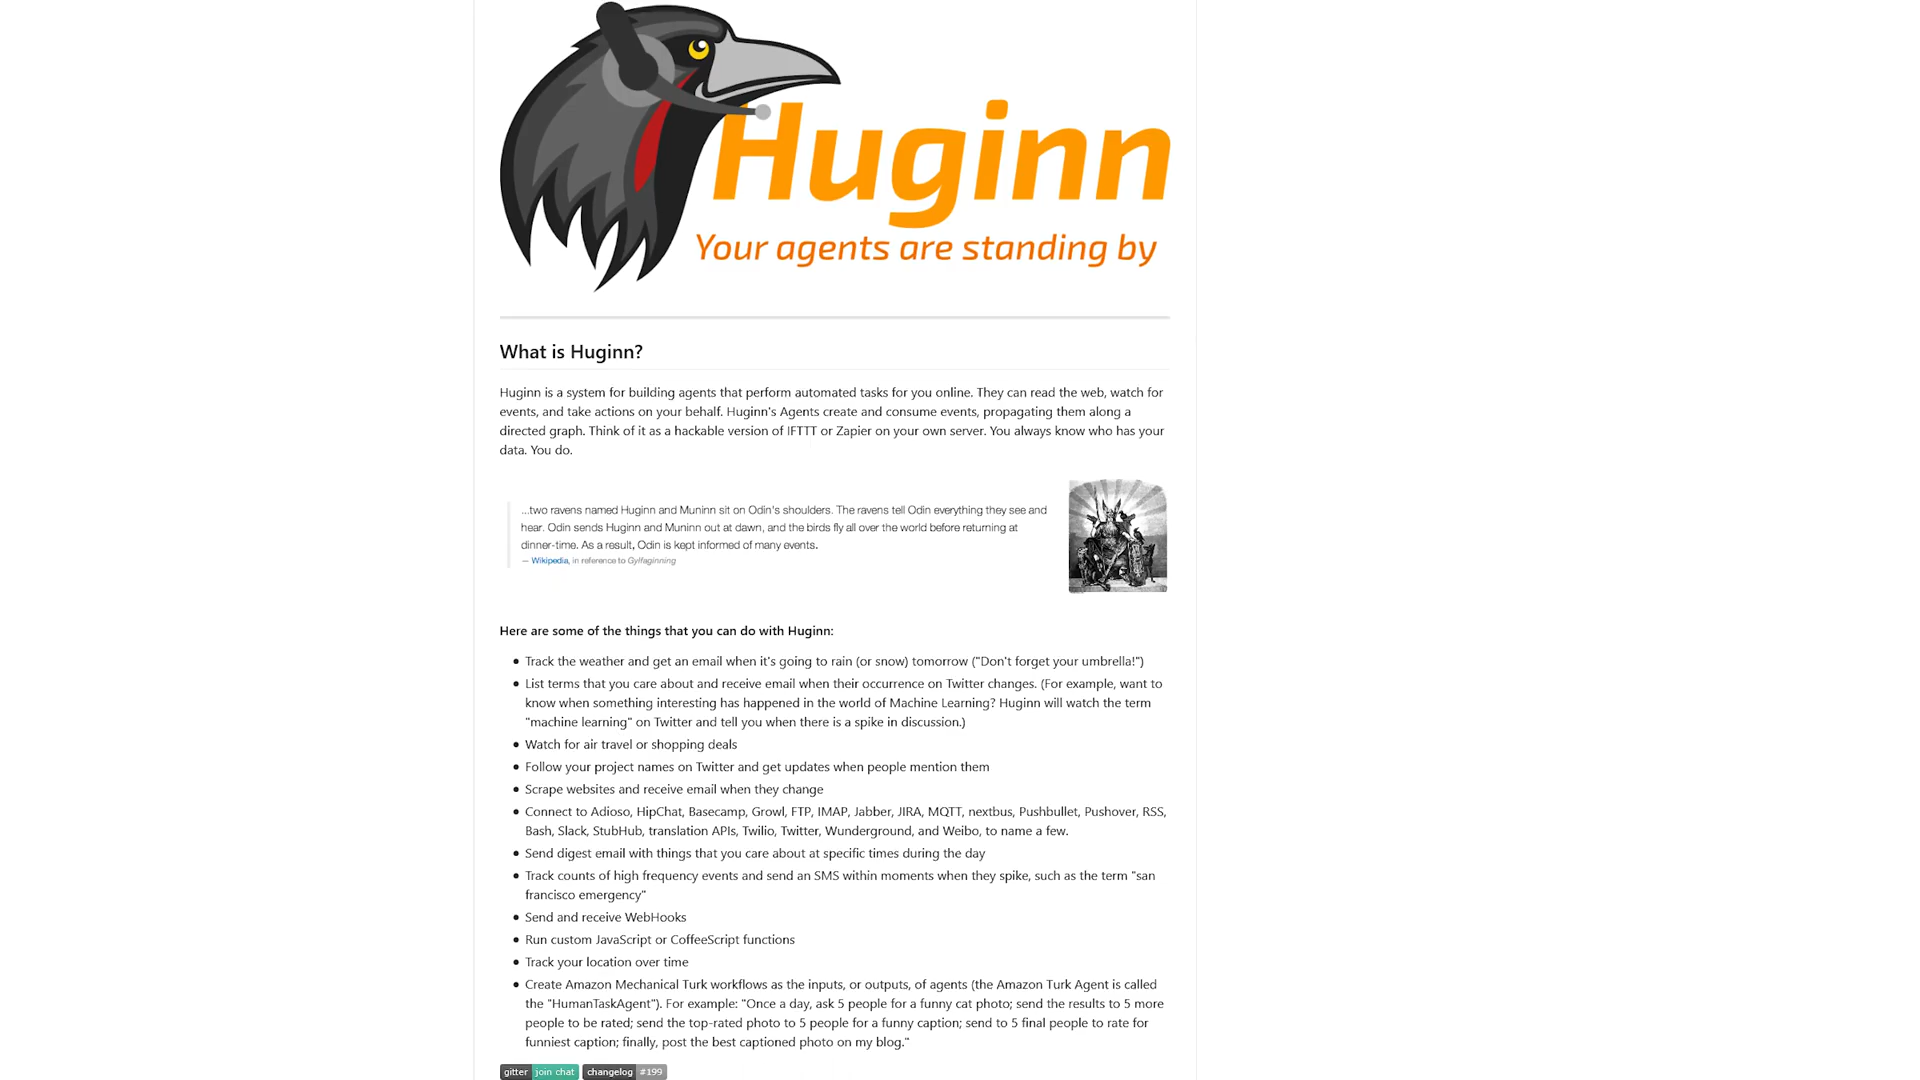 Huginn
Your agents are standing by
What is Huginn?
Huginn is a system for building agents that perform automated tasks for you online. They can read the web, watch for
events, and take actions on your behalf. Huginn's Agents create and consume events, propagating them along a
directed graph. Think of it as a hackable version of IFTTT or Zapier on your own server. You always know who has your
data. You do.
...two ravens named Huginn and Muninn sit on Odin's shoulders. The ravens tell Odin everything they see and
hear. Odin sends Huginn and Muninn out at dawn, and the birds fly all over the world before returning at
dinner-time. As a result, Odin is kept informed of many events.
— Wikipedia, in reference to Gylfaginning
Here are some of the things that you can do with Huginn:
• Track the weather and get an email when it's going to rain (or snow) tomorrow ("Don't forget your umbrella!")
• List terms that you care about and receive email when their occurrence on Twitter changes. (For example, want to
know when something interesting has happened in the world of Machine Learning? Huginn will watch the term
"machine learning" on Twitter and tell you when there is a spike in discussion.)
• Watch for air travel or shopping deals
• Follow your project names on Twitter and get updates when people mention them
• Scrape websites and receive email when they change
• Connect to Adioso, HipChat, Basecamp, Growl, FTP, IMAP, Jabber, JIRA, MQTT, nextbus, Pushbullet, Pushover, RSS,
Bash, Slack, StubHub, translation APIs, Twilio, Twitter, Wunderground, and Weibo, to name a few.
• Send digest email with things that you care about at specific times during the day
• Track counts of high frequency events and send an SMS within moments when they spike, such as the term "san
francisco emergency"
• Send and receive WebHooks
• Run custom JavaScript or CoffeeScript functions
• Track your location over time
• Create Amazon Mechanical Turk workflows as the inputs, or outputs, of agents (the Amazon Turk Agent is called
the "HumanTaskAgent"). For example: "Once a day, ask 5 people for a funny cat photo; send the results to 5 more
people to be rated; send the top-rated photo to 5 people for a funny caption; send to 5 final people to rate for
funniest caption; finally, post the best captioned photo on my blog."
gitter join chat changelog #199